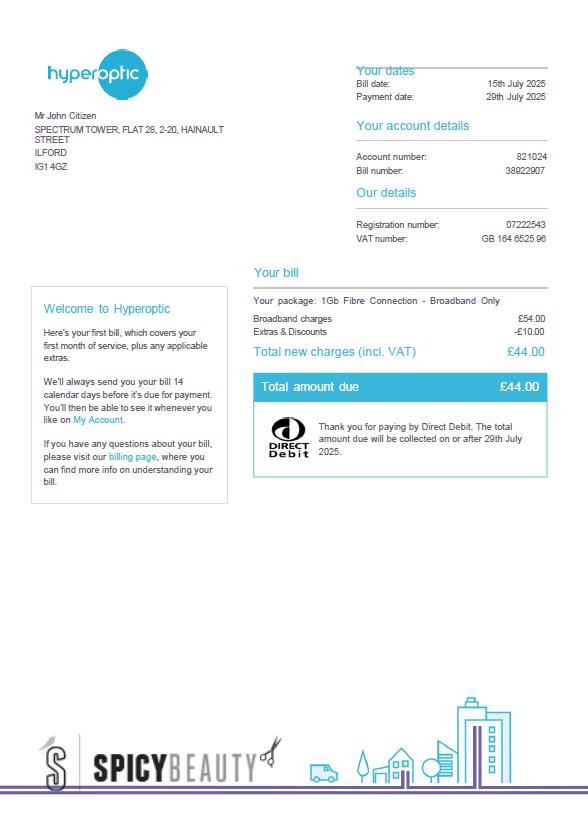 hyperoptic
Mr John Citizen
SPECTRUM TOWER, FLAT 28, 2-20, HAINAULT
STREET
ILFORD
IG1 4GZ
Your dates
Bill date: 15th July 2025
Payment date: 29th July 2025
Your account details
Account number: 821024
Bill number: 38922907
Our details
Registration number: 07222543
VAT number: GB 164 6525 96
Welcome to Hyperoptic
Here's your first bill, which covers your
first month of service, plus any applicable
extras.
We'll always send you your bill 14
calendar days before it's due for payment.
You'll then be able to see it whenever you
like on My Account.
If you have any questions about your bill,
please visit our billing page, where you
can find more info on understanding your
bill.
Your bill
Your package: 1Gb Fibre Connection - Broadband Only
Broadband charges £54.00
Extras & Discounts -£10.00
Total new charges (incl. VAT) £44.00
Total amount due £44.00
DIRECT
Debit
Thank you for paying by Direct Debit. The total
amount due will be collected on or after 29th July
2025.
S SPICYBEAUTY